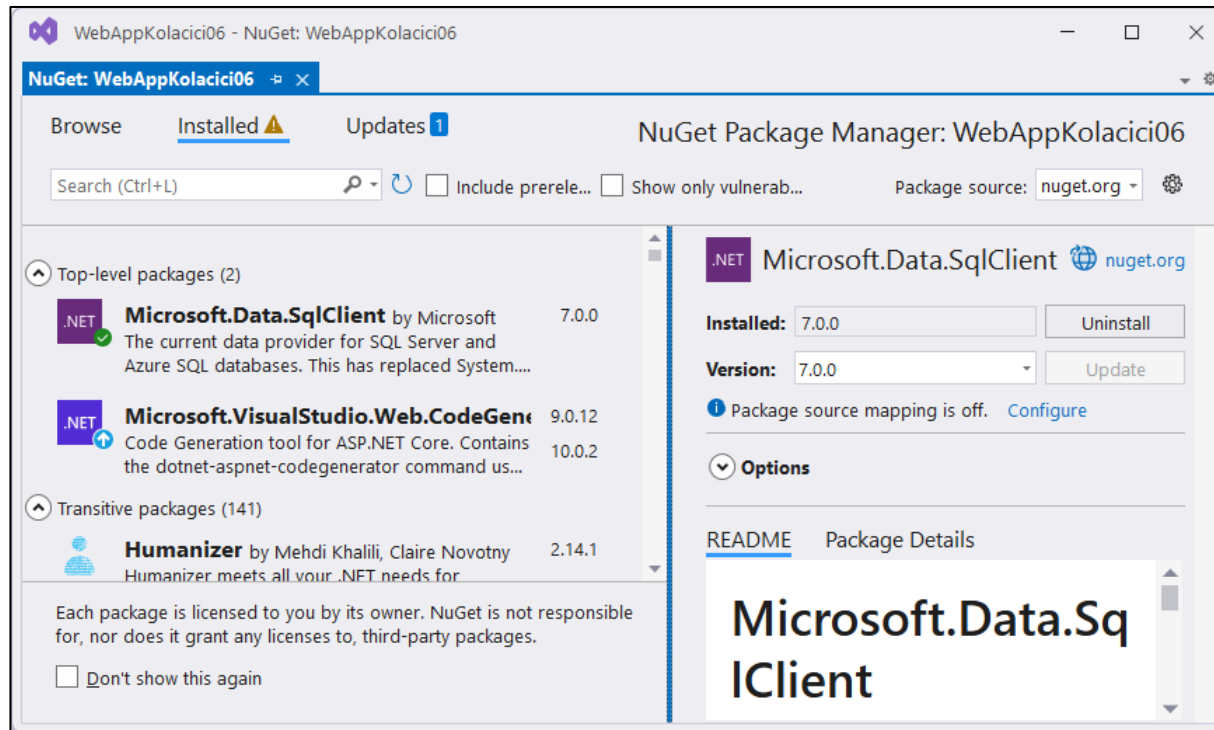 WebAppKolacici06 - NuGet: WebAppKolacici06
NuGet: WebAppKolacici06
Browse Installed Updates 1
NuGet Package Manager: WebAppKolacici06
Search (Ctrl+L)
Include prerele...
Show only vulnerab...
Package source: nuget.org
Top-level packages (2)
.NET
Microsoft.Data.SqlClient by Microsoft 7.0.0
The current data provider for SQL Server and
Azure SQL databases. This has replaced System....
.NET
Microsoft.VisualStudio.Web.CodeGene 9.0.12
Code Generation tool for ASP.NET Core. Contains
the dotnet-aspnet-codegenerator command us...
10.0.2
Transitive packages (141)
Humanizer by Mehdi Khalili, Claire Novotny 2.14.1
Humanizer meets all your .NET needs for
Each package is licensed to you by its owner. NuGet is not responsible
for, nor does it grant any licenses to, third-party packages.
Don't show this again
.NET
Microsoft.Data.SqlClient nuget.org
Installed: 7.0.0 Uninstall
Version: 7.0.0 Update
Package source mapping is off. Configure
Options
README Package Details
Microsoft.Data.Sq
lClient